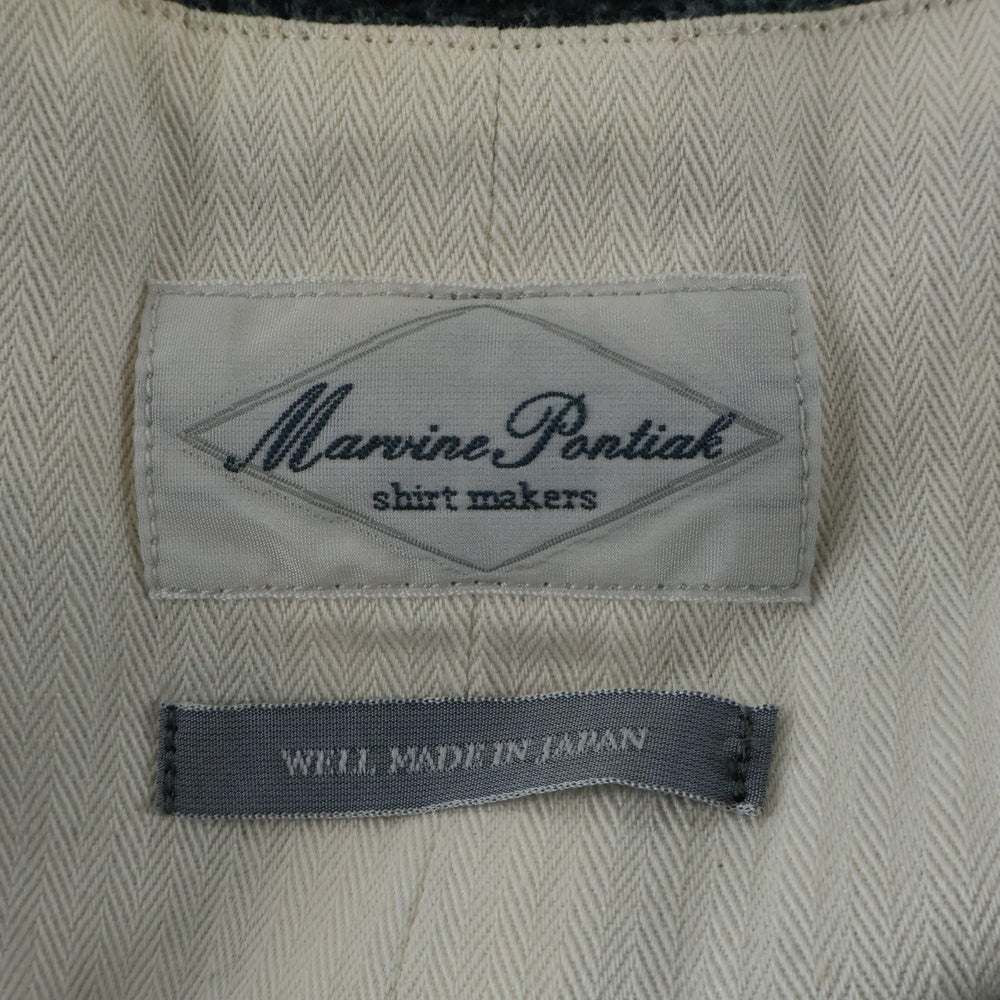 Marvine Pontiak
shirt makers
WELL MADE IN JAPAN